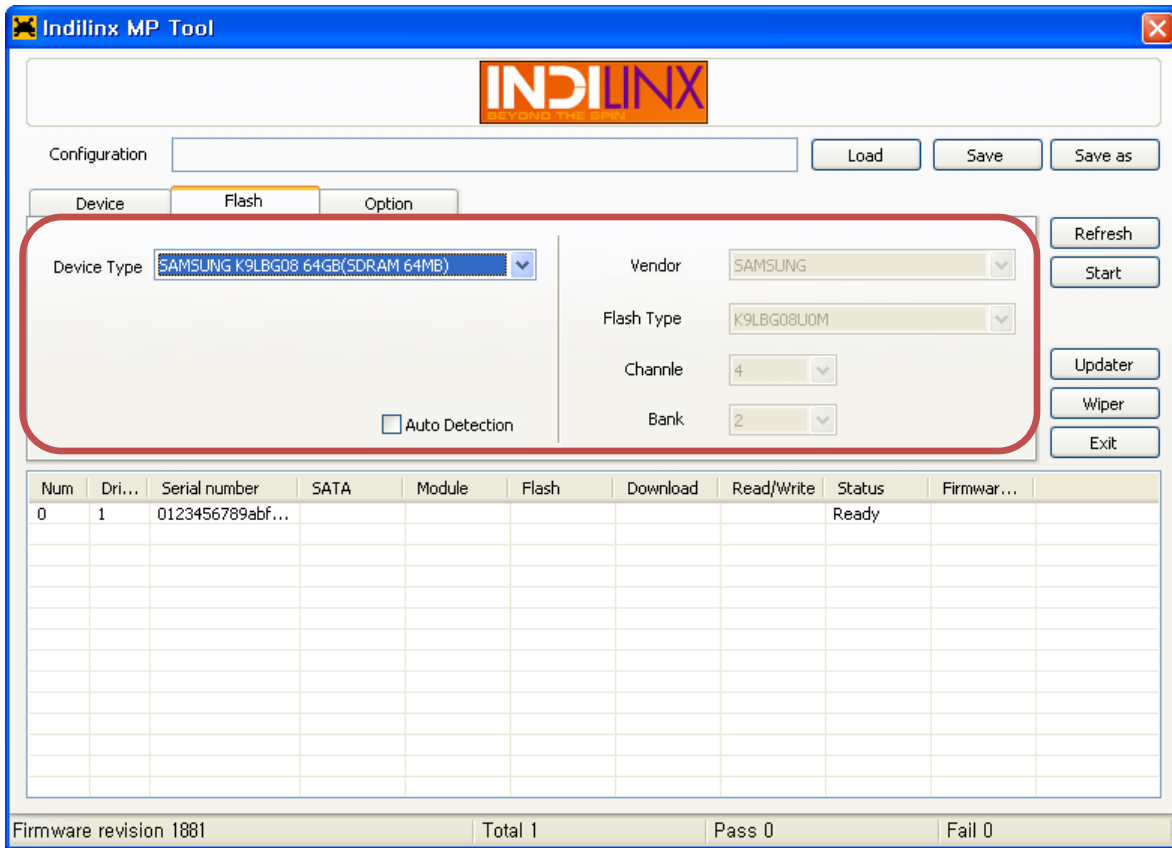 Indilinx MP Tool
INDILINX
BEYOND THE SPIN
Configuration Load Save Save as
Device Flash Option
Refresh
Device Type SAMSUNG K9LBG08 64GB(SDRAM 64MB) Vendor SAMSUNG Start
Flash Type K9LBG08U0M
Channle 4 Updater
Auto Detection Bank 2 Wiper
Exit
Num Dri... Serial number SATA Module Flash Download Read/Write Status Firmwar...
0 1 0123456789abf... Ready
Firmware revision 1881 Total 1 Pass 0 Fail 0